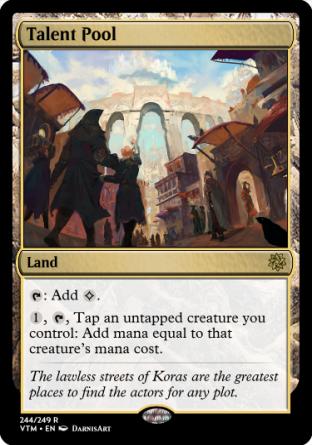 Talent Pool
Land
: Add .
1, , Tap an untapped creature you
control: Add mana equal to that
creature's mana cost.
The lawless streets of Koras are the greatest
places to find the actors for any plot.
244/249 R
VTM • EN DarnisArt